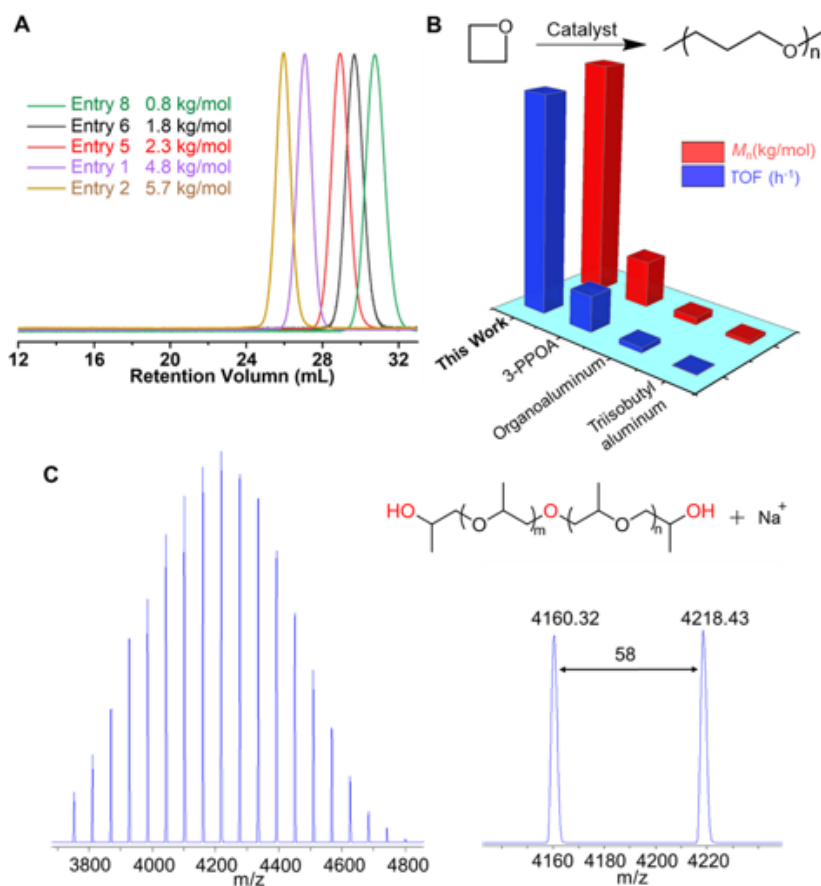 A
Entry 8 0.8 kg/mol
Entry 6 1.8 kg/mol
Entry 5 2.3 kg/mol
Entry 1 4.8 kg/mol
Entry 2 5.7 kg/mol
12 16 20 24 28 32
Retention Volumn (mL)
B
O
Catalyst
O
n
Mn(kg/mol)
TOF (h-1)
This Work
3-PPOA
Organoaluminum
Triisobutyl
aluminum
C
HO O m O O n OH + Na+
3800 4000 4200 4400 4600 4800
m/z
4160.32 4218.43
58
4160 4180 4200 4220
m/z